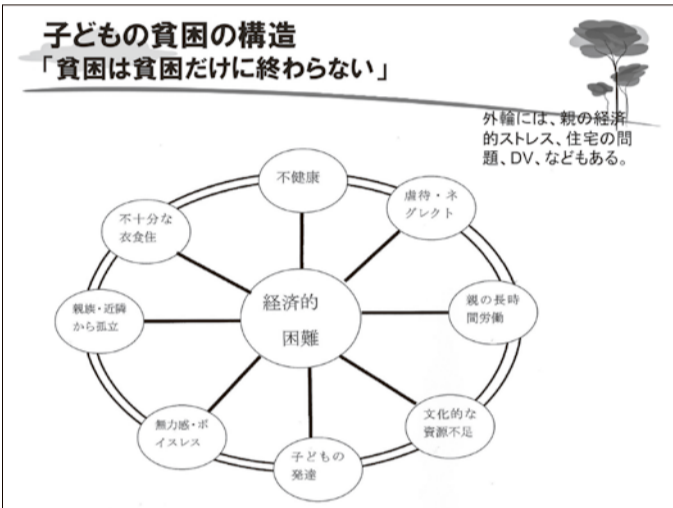 子どもの貧困の構造
「貧困は貧困だけに終わらない」
外輪には、親の経済
的ストレス、住宅の問
題、DV、などもある。
不健康
虐待・ネ
グレクト
不十分な
衣食住
経済的
困難
親族・近隣
から孤立
親の長時
間労働
無力感・ボ
イスレス
文化的な
資源不足
子どもの
発達